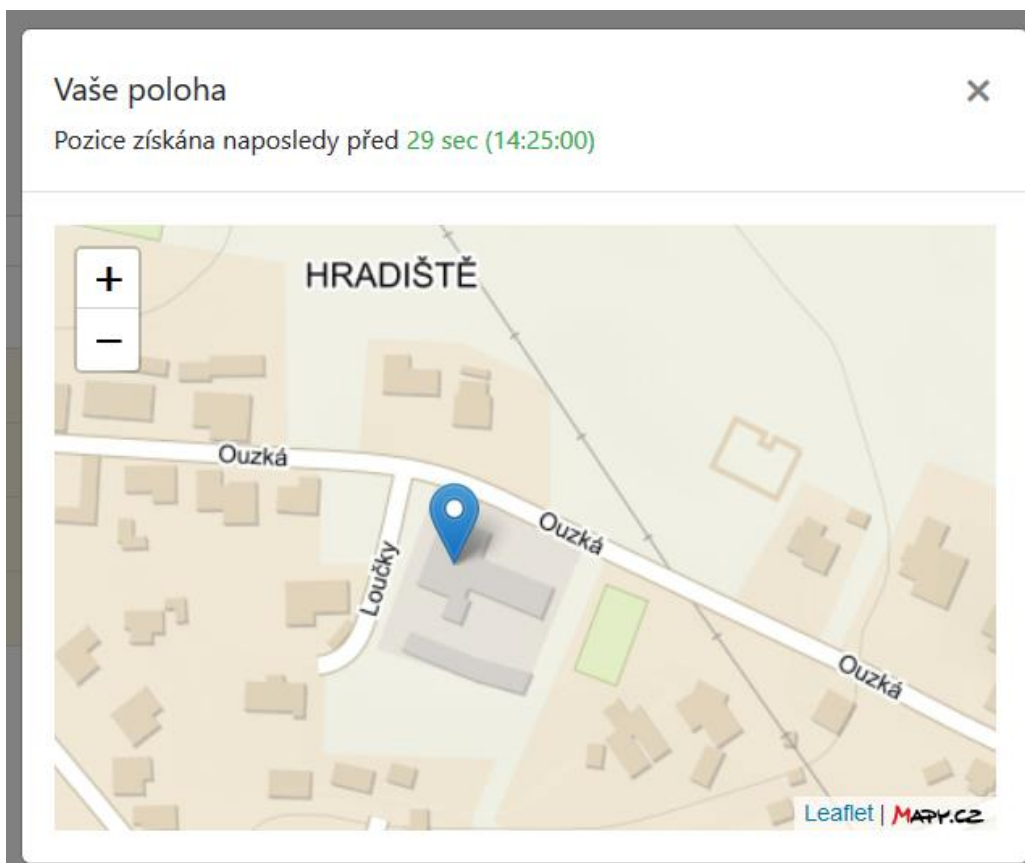 Vaše poloha
×
Pozice získána naposledy před 29 sec (14:25:00)
+
−
HRADIŠTĚ
Ouzká
Ouzká
Loučky
Ouzká
Leaflet | MAPY.CZ